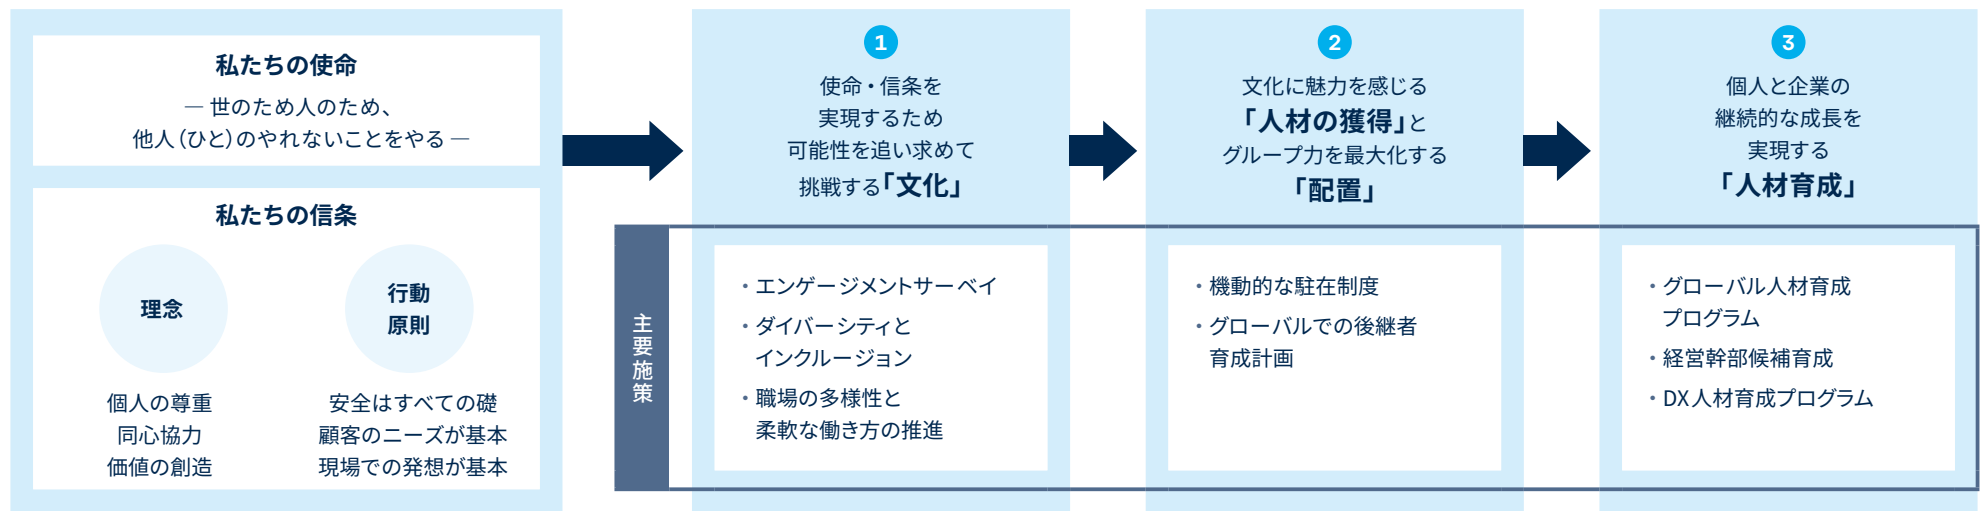 私たちの使命
― 世のため人のため、
他人(ひと)のやれないことをやる ―
私たちの信条
理念
個人の尊重
同心協力
価値の創造
行動
原則
安全はすべての礎
顧客のニーズが基本
現場での発想が基本
1
使命・信条を
実現するため
可能性を追い求めて
挑戦する「文化」
2
文化に魅力を感じる
「人材の獲得」と
グループ力を最大化する
「配置」
3
個人と企業の
継続的な成長を
実現する
「人材育成」
主要施策
・エンゲージメントサーベイ
・ダイバーシティと
インクルージョン
・職場の多様性と
柔軟な働き方の推進
・機動的な駐在制度
・グローバルでの後継者
育成計画
・グローバル人材育成
プログラム
・経営幹部候補育成
・DX人材育成プログラム